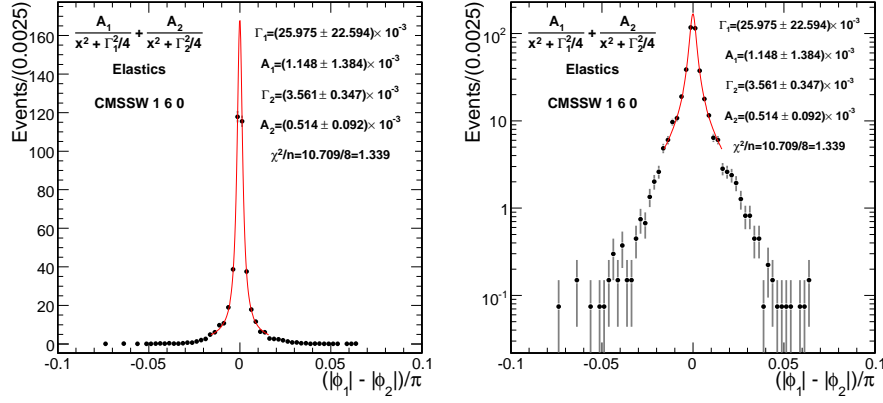 Events/(0.0025)
160
140
120
100
80
60
40
20
0
A₁ / (x² + Γ₁²/4) + A₂ / (x² + Γ₂²/4)
Elastics
CMSSW 1 6 0
Γ₁=(25.975 ± 22.594)× 10⁻³
A₁=(1.148 ± 1.384)× 10⁻³
Γ₂=(3.561 ± 0.347)× 10⁻³
A₂=(0.514 ± 0.092)× 10⁻³
χ²/n=10.709/8=1.339
-0.1 -0.05 0 0.05 0.1
(|ϕ₁| - |ϕ₂|)/π
Events/(0.0025)
10²
10
1
10⁻¹
A₁ / (x² + Γ₁²/4) + A₂ / (x² + Γ₂²/4)
Elastics
CMSSW 1 6 0
Γ₁=(25.975 ± 22.594)× 10⁻³
A₁=(1.148 ± 1.384)× 10⁻³
Γ₂=(3.561 ± 0.347)× 10⁻³
A₂=(0.514 ± 0.092)× 10⁻³
χ²/n=10.709/8=1.339
-0.1 -0.05 0 0.05 0.1
(|ϕ₁| - |ϕ₂|)/π